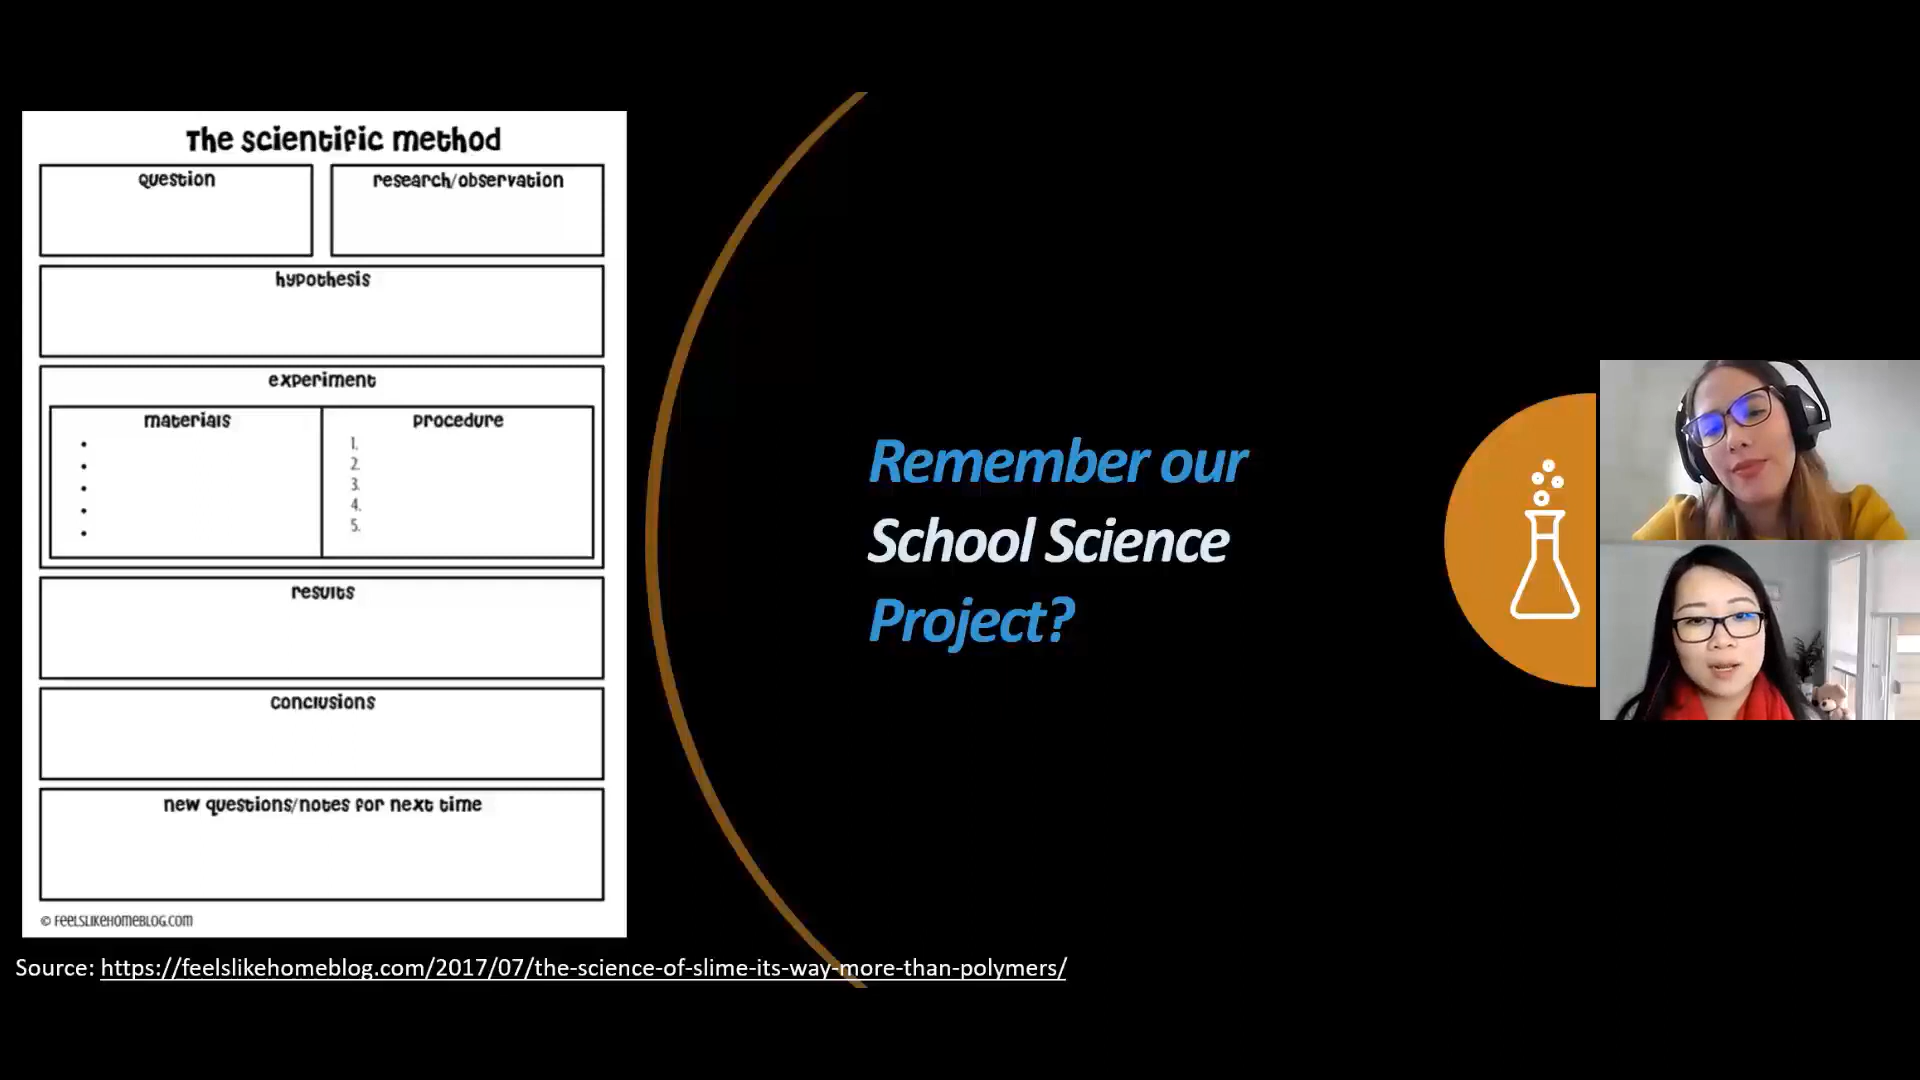 The scientific method
question
research/observation
hypothesis
experiment
materials
procedure
1.
2.
3.
4.
5.
results
conclusions
new questions/notes for next time
© FEELSLIKEHOMEBLOG.COM
Source: https://feelslikehomeblog.com/2017/07/the-science-of-slime-its-way-more-than-polymers/
Remember our
School Science
Project?